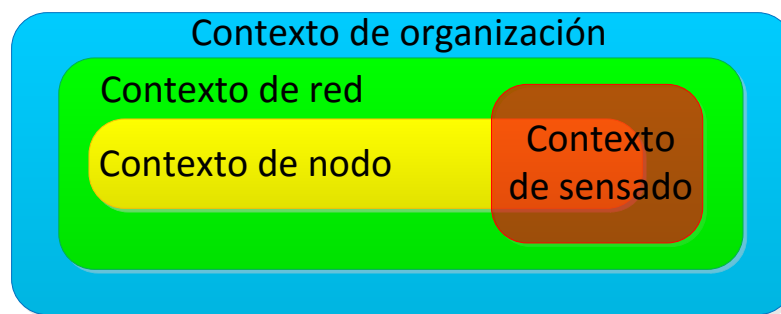 Contexto de organización
Contexto de red
Contexto de nodo
Contexto
de sensado